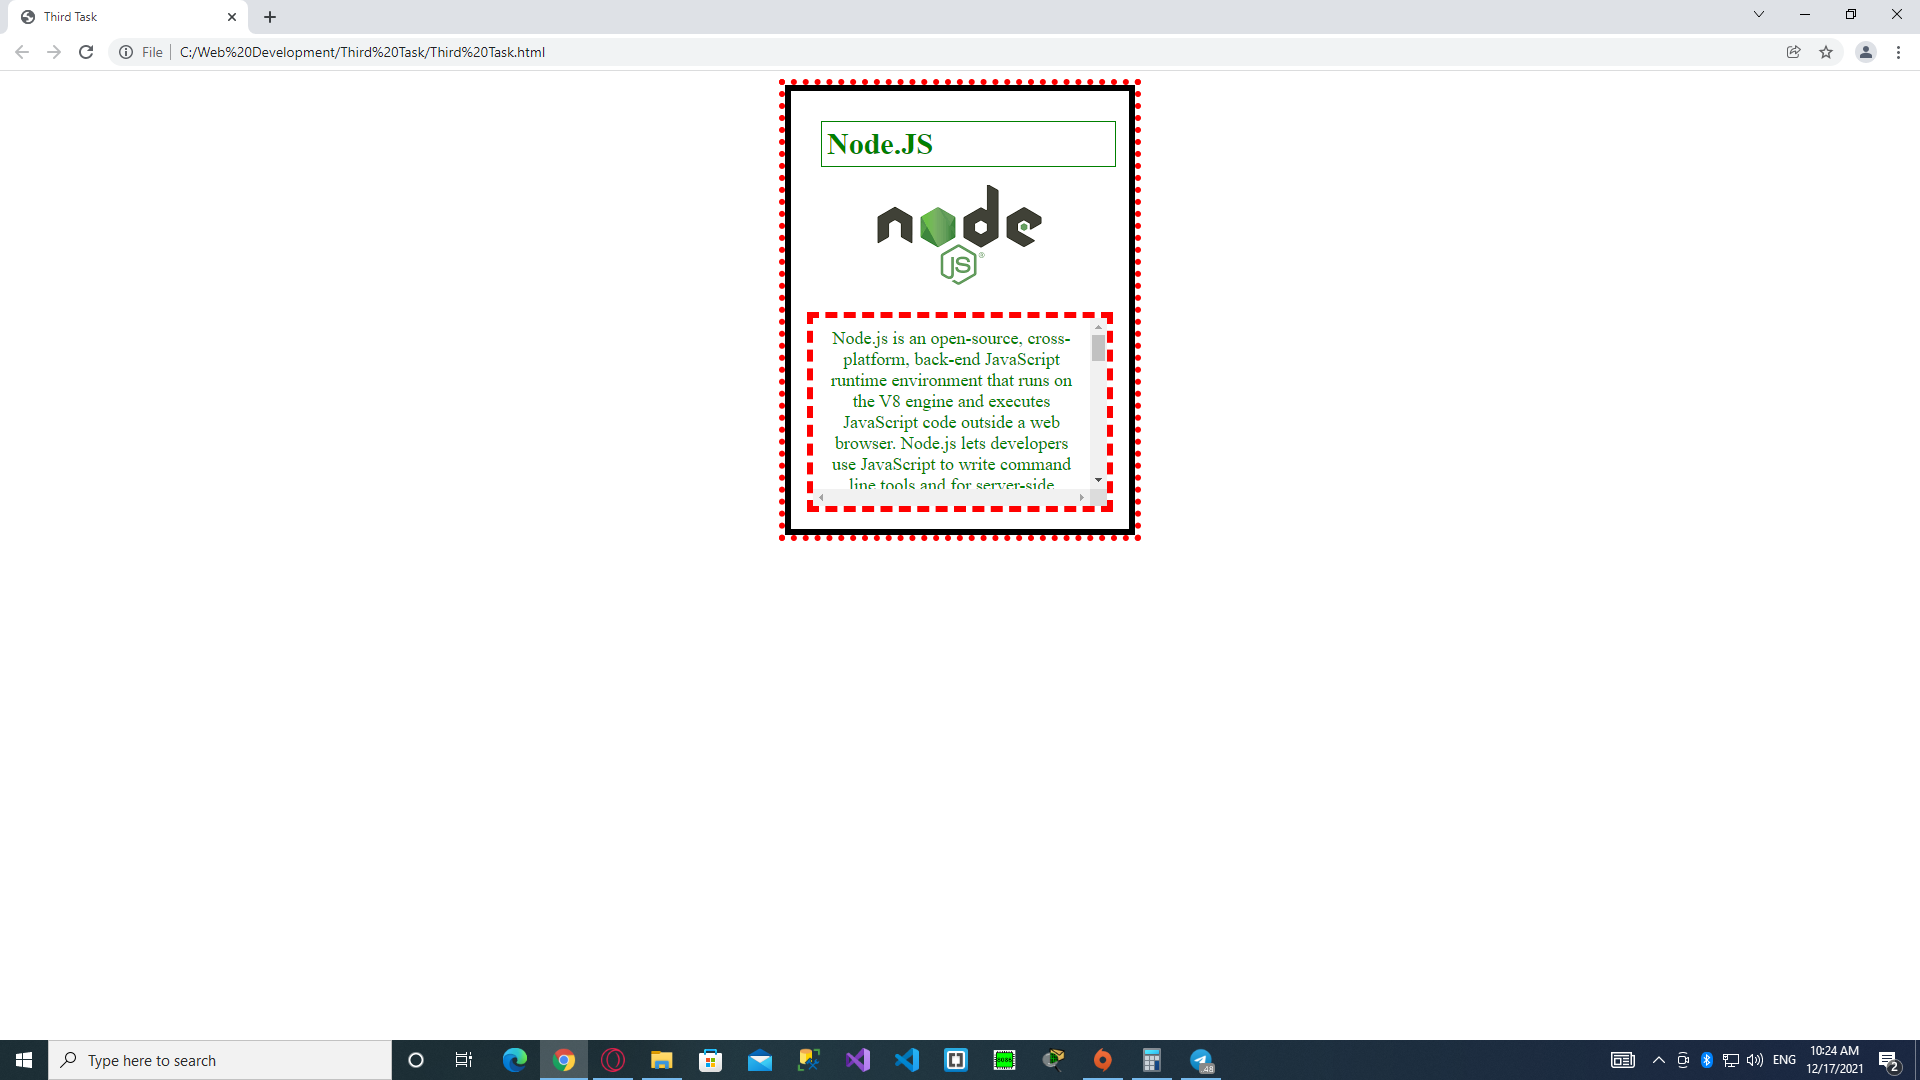 Third Task
File
C:/Web%20Development/Third%20Task/Third%20Task.html
Node.JS
node
JS
®
Node.js is an open-source, cross-
platform, back-end JavaScript
runtime environment that runs on
the V8 engine and executes
JavaScript code outside a web
browser. Node.js lets developers
use JavaScript to write command
line tools and for server-side
Type here to search
8086
.48
ENG
10:24 AM
12/17/2021
2